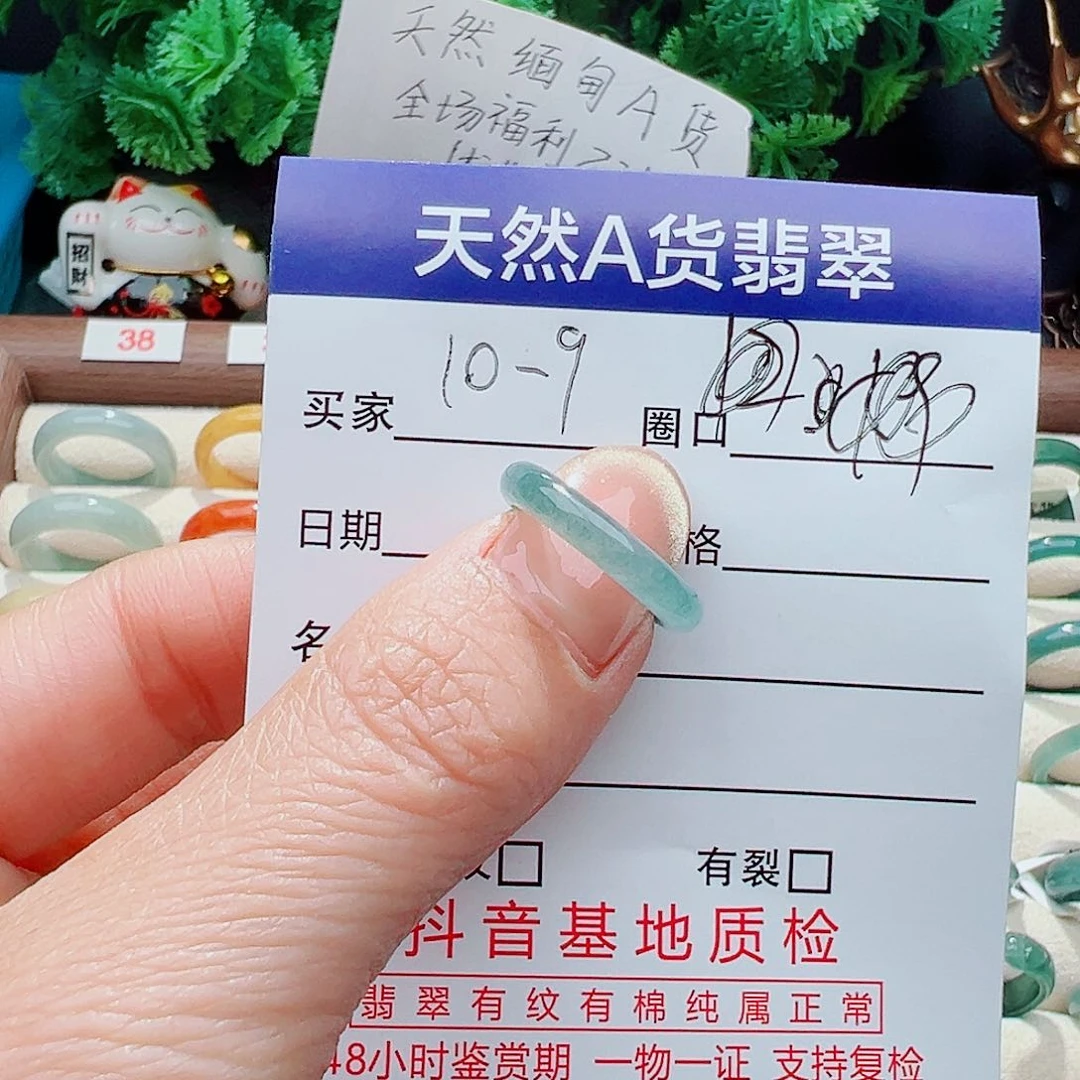 天然缅甸A货
全场福利
天然A货翡翠
招财
38
10-9
买家 圈口
日期 格
名
有裂
抖音基地质检
翡翠有纹有棉纯属正常
48小时鉴赏期 一物一证 支持复检